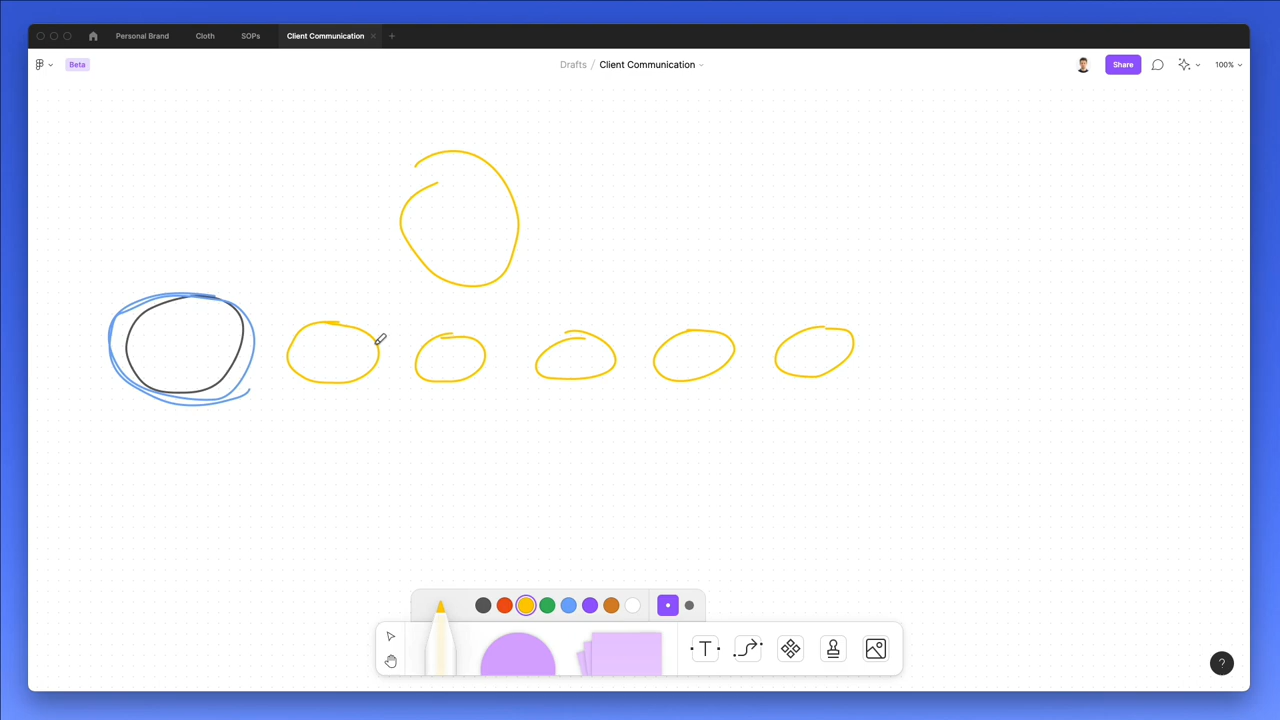 Personal Brand
Cloth
SOPs
Client Communication
Beta
Drafts / Client Communication
Share
100%
T
?